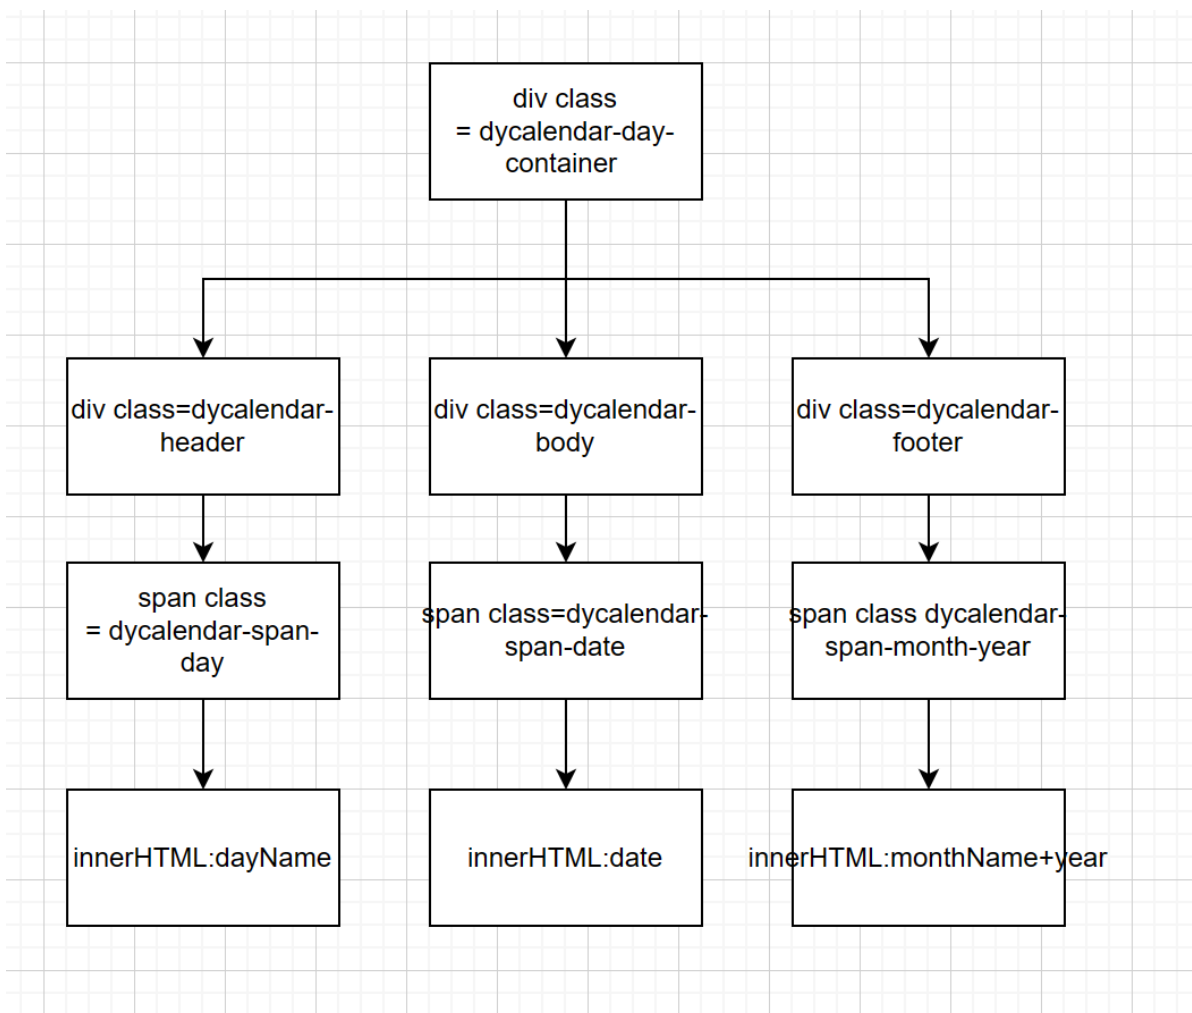 div class
= dycalendar-day-
container
div class=dycalendar-
header
div class=dycalendar-
body
div class=dycalendar-
footer
span class
= dycalendar-span-
day
span class=dycalendar-
span-date
span class dycalendar-
span-month-year
innerHTML:dayName
innerHTML:date
innerHTML:monthName+year